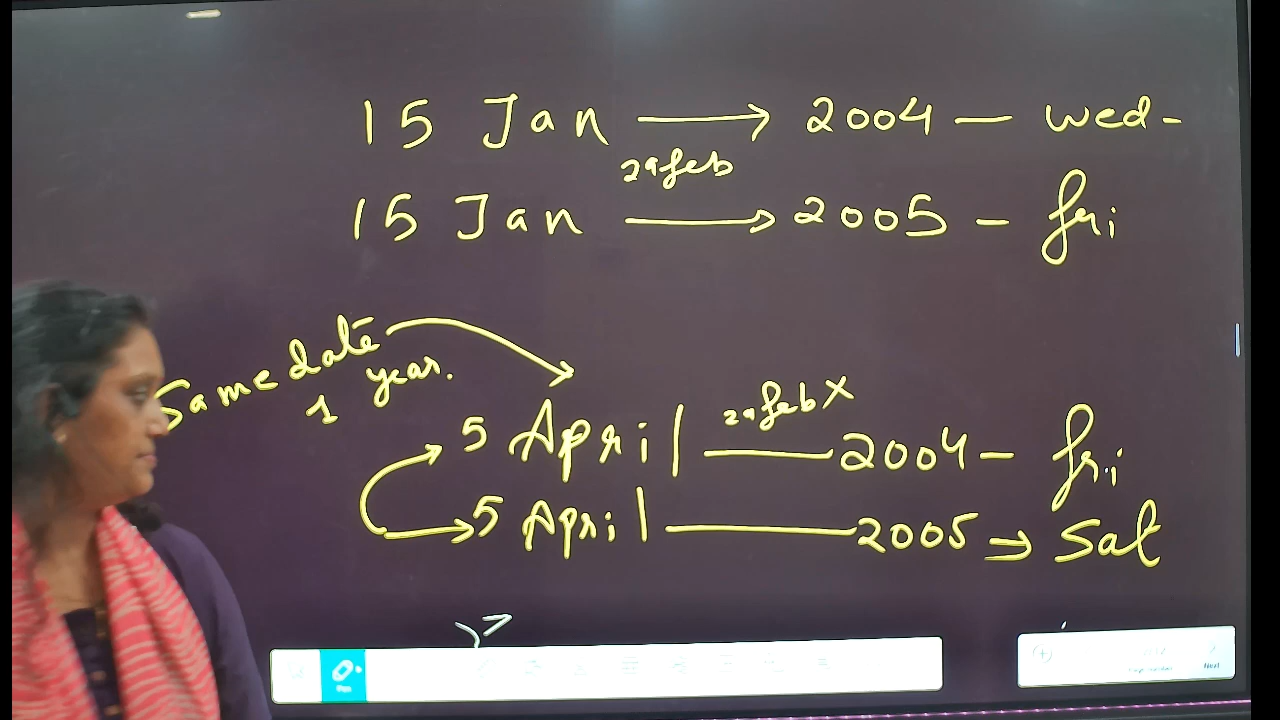 15 Jan → 2004 — wed-
29 feb
15 Jan → 2005 - fri
Same date
1 year.
29 feb X
5 April — 2004 - fri
5 April — 2005 → Sat
Next